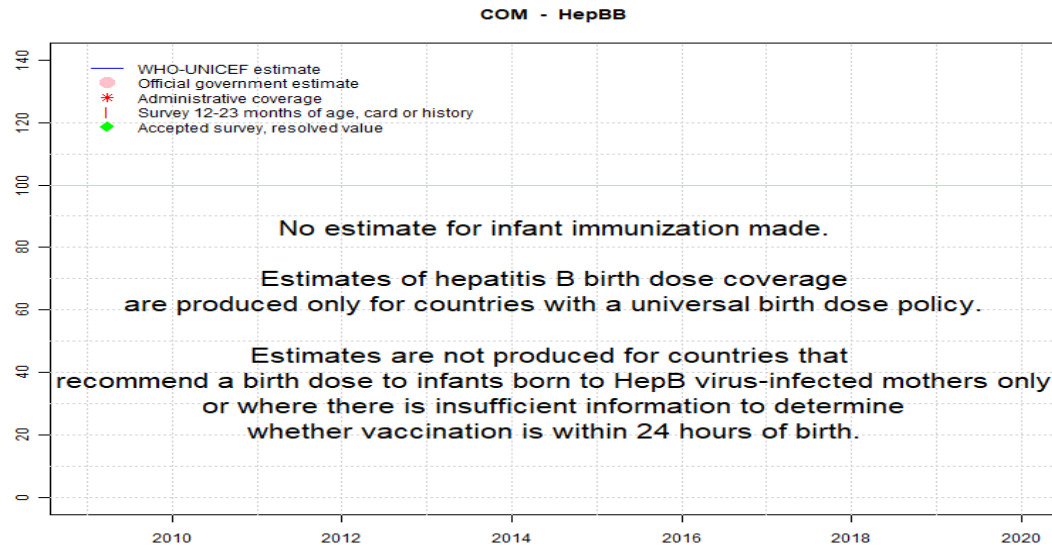 COM - HepBB
WHO-UNICEF estimate
Official government estimate
Administrative coverage
Survey 12-23 months of age, card or history
Accepted survey, resolved value
140
120
100
80
60
40
20
0
No estimate for infant immunization made.
Estimates of hepatitis B birth dose coverage
are produced only for countries with a universal birth dose policy.
Estimates are not produced for countries that
recommend a birth dose to infants born to HepB virus-infected mothers only
or where there is insufficient information to determine
whether vaccination is within 24 hours of birth.
2010 2012 2014 2016 2018 2020